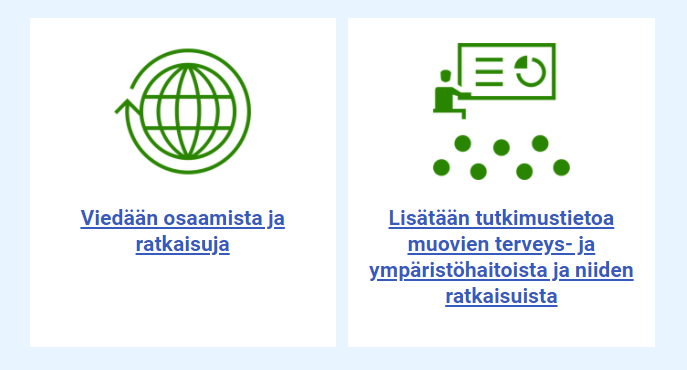 Viedään osaamista ja
ratkaisuja
Lisätään tutkimustietoa
muovien terveys- ja
ympäristöhaitoista ja niiden
ratkaisuista